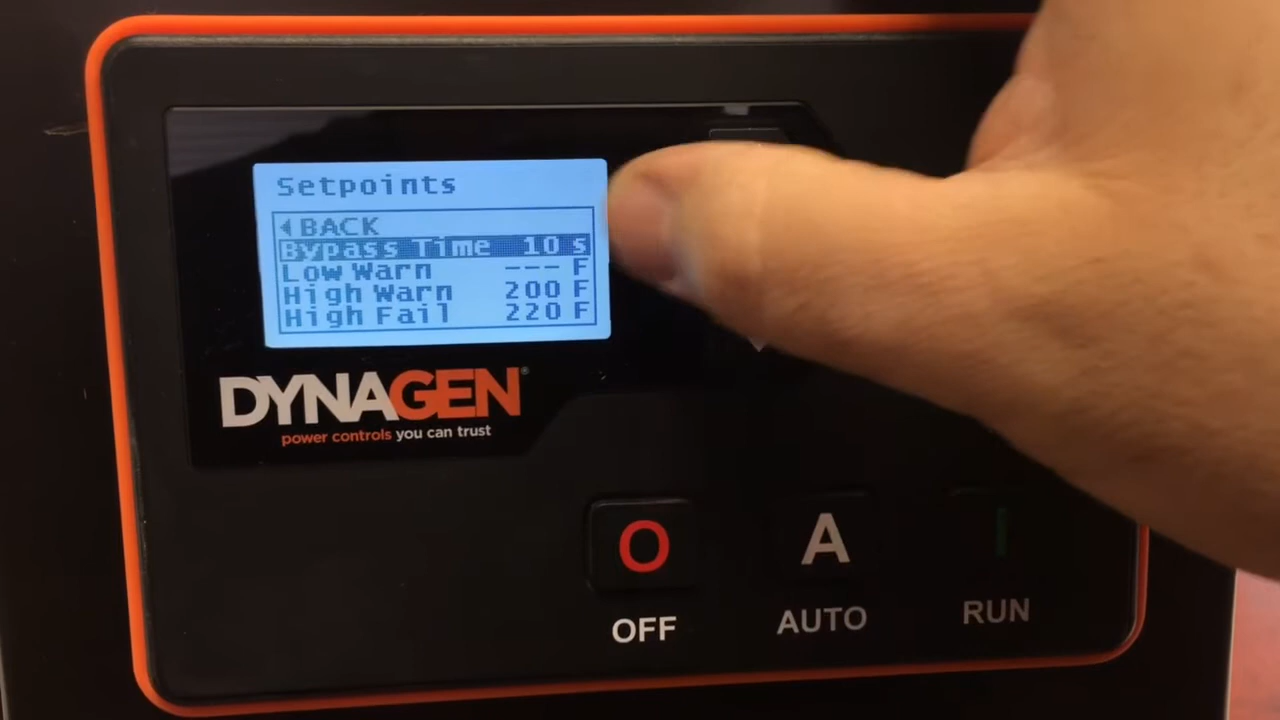 Setpoints
◀BACK
Bypass Time 10 s
Low Warn --- F
High Warn 200 F
High Fail 220 F
DYNAGEN®
power controls you can trust
O A I
OFF AUTO RUN